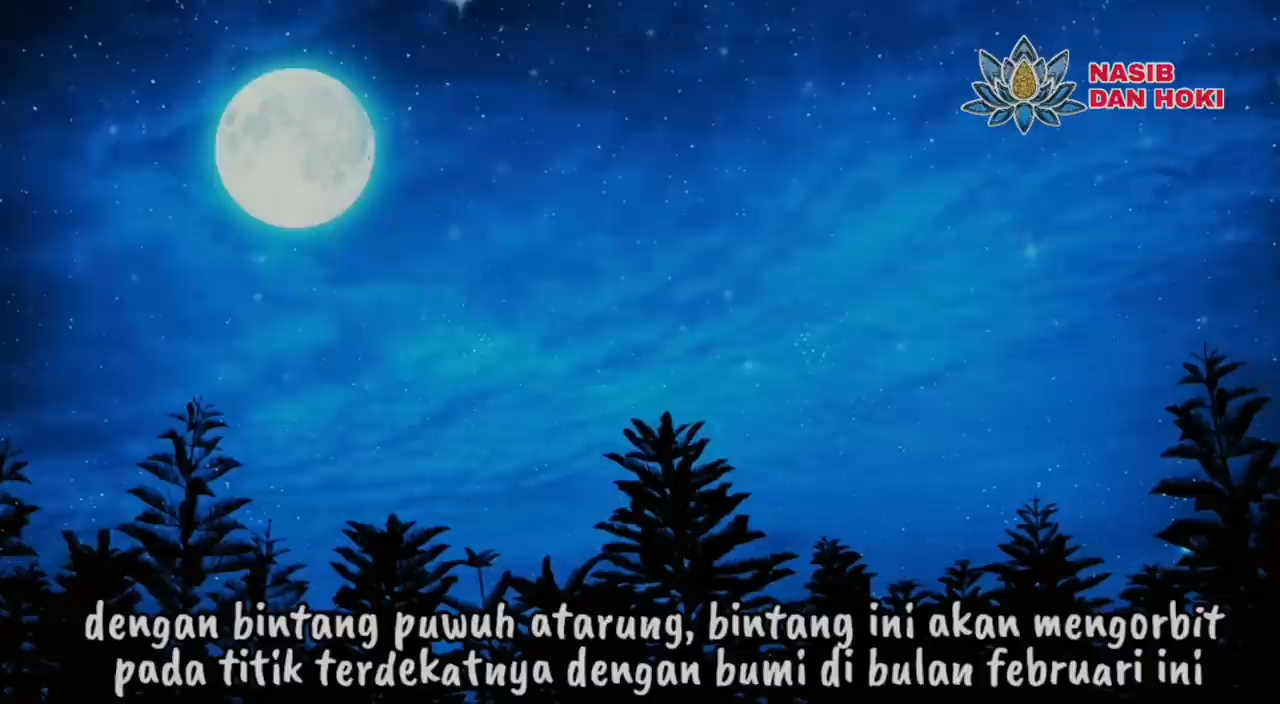 NASIB
DAN HOKI
dengan bintang puwuh atarung, bintang ini akan mengorbit
pada titik terdekatnya dengan bumi di bulan februari ini